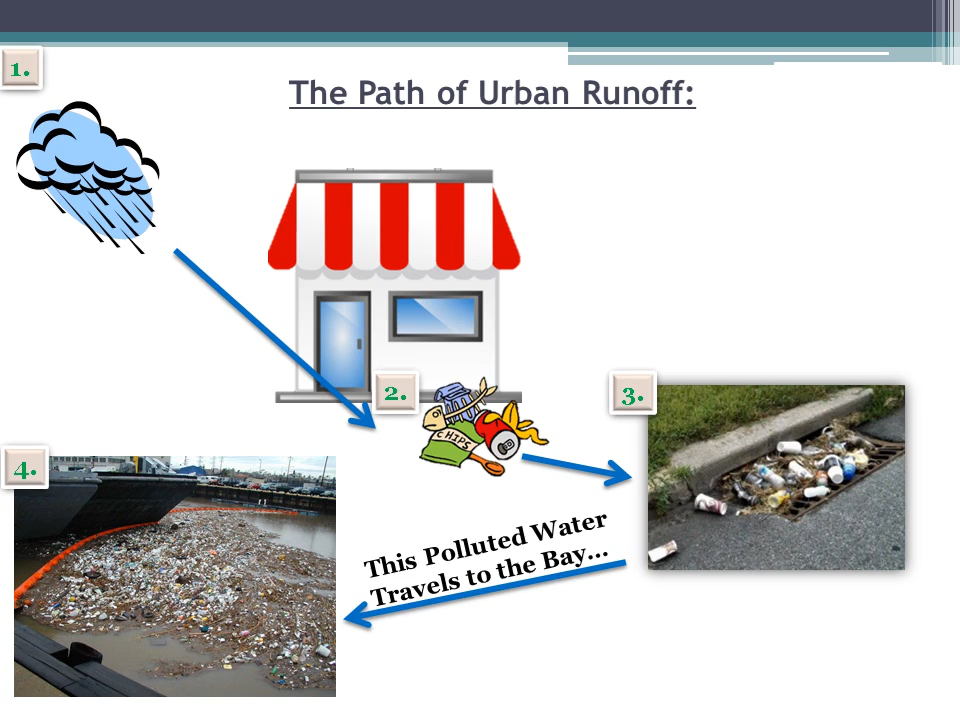 1.
The Path of Urban Runoff:
2.
CHIPS
3.
4.
This Polluted Water
Travels to the Bay...